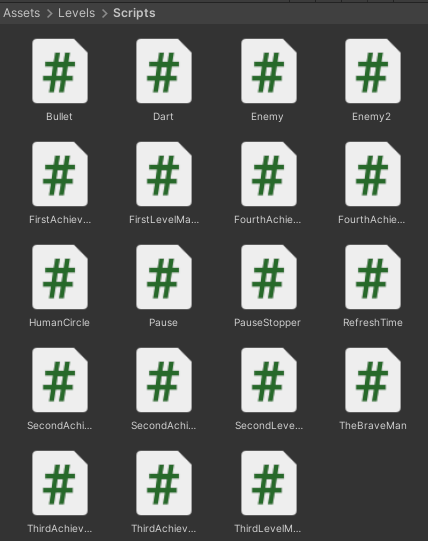 Assets > Levels > Scripts
Bullet Dart Enemy Enemy2
FirstAchiev... FirstLevelMa... FourthAchie... FourthAchie...
HumanCircle Pause PauseStopper RefreshTime
SecondAchi... SecondAchi... SecondLeve... TheBraveMan
ThirdAchiev... ThirdAchiev... ThirdLevelM...